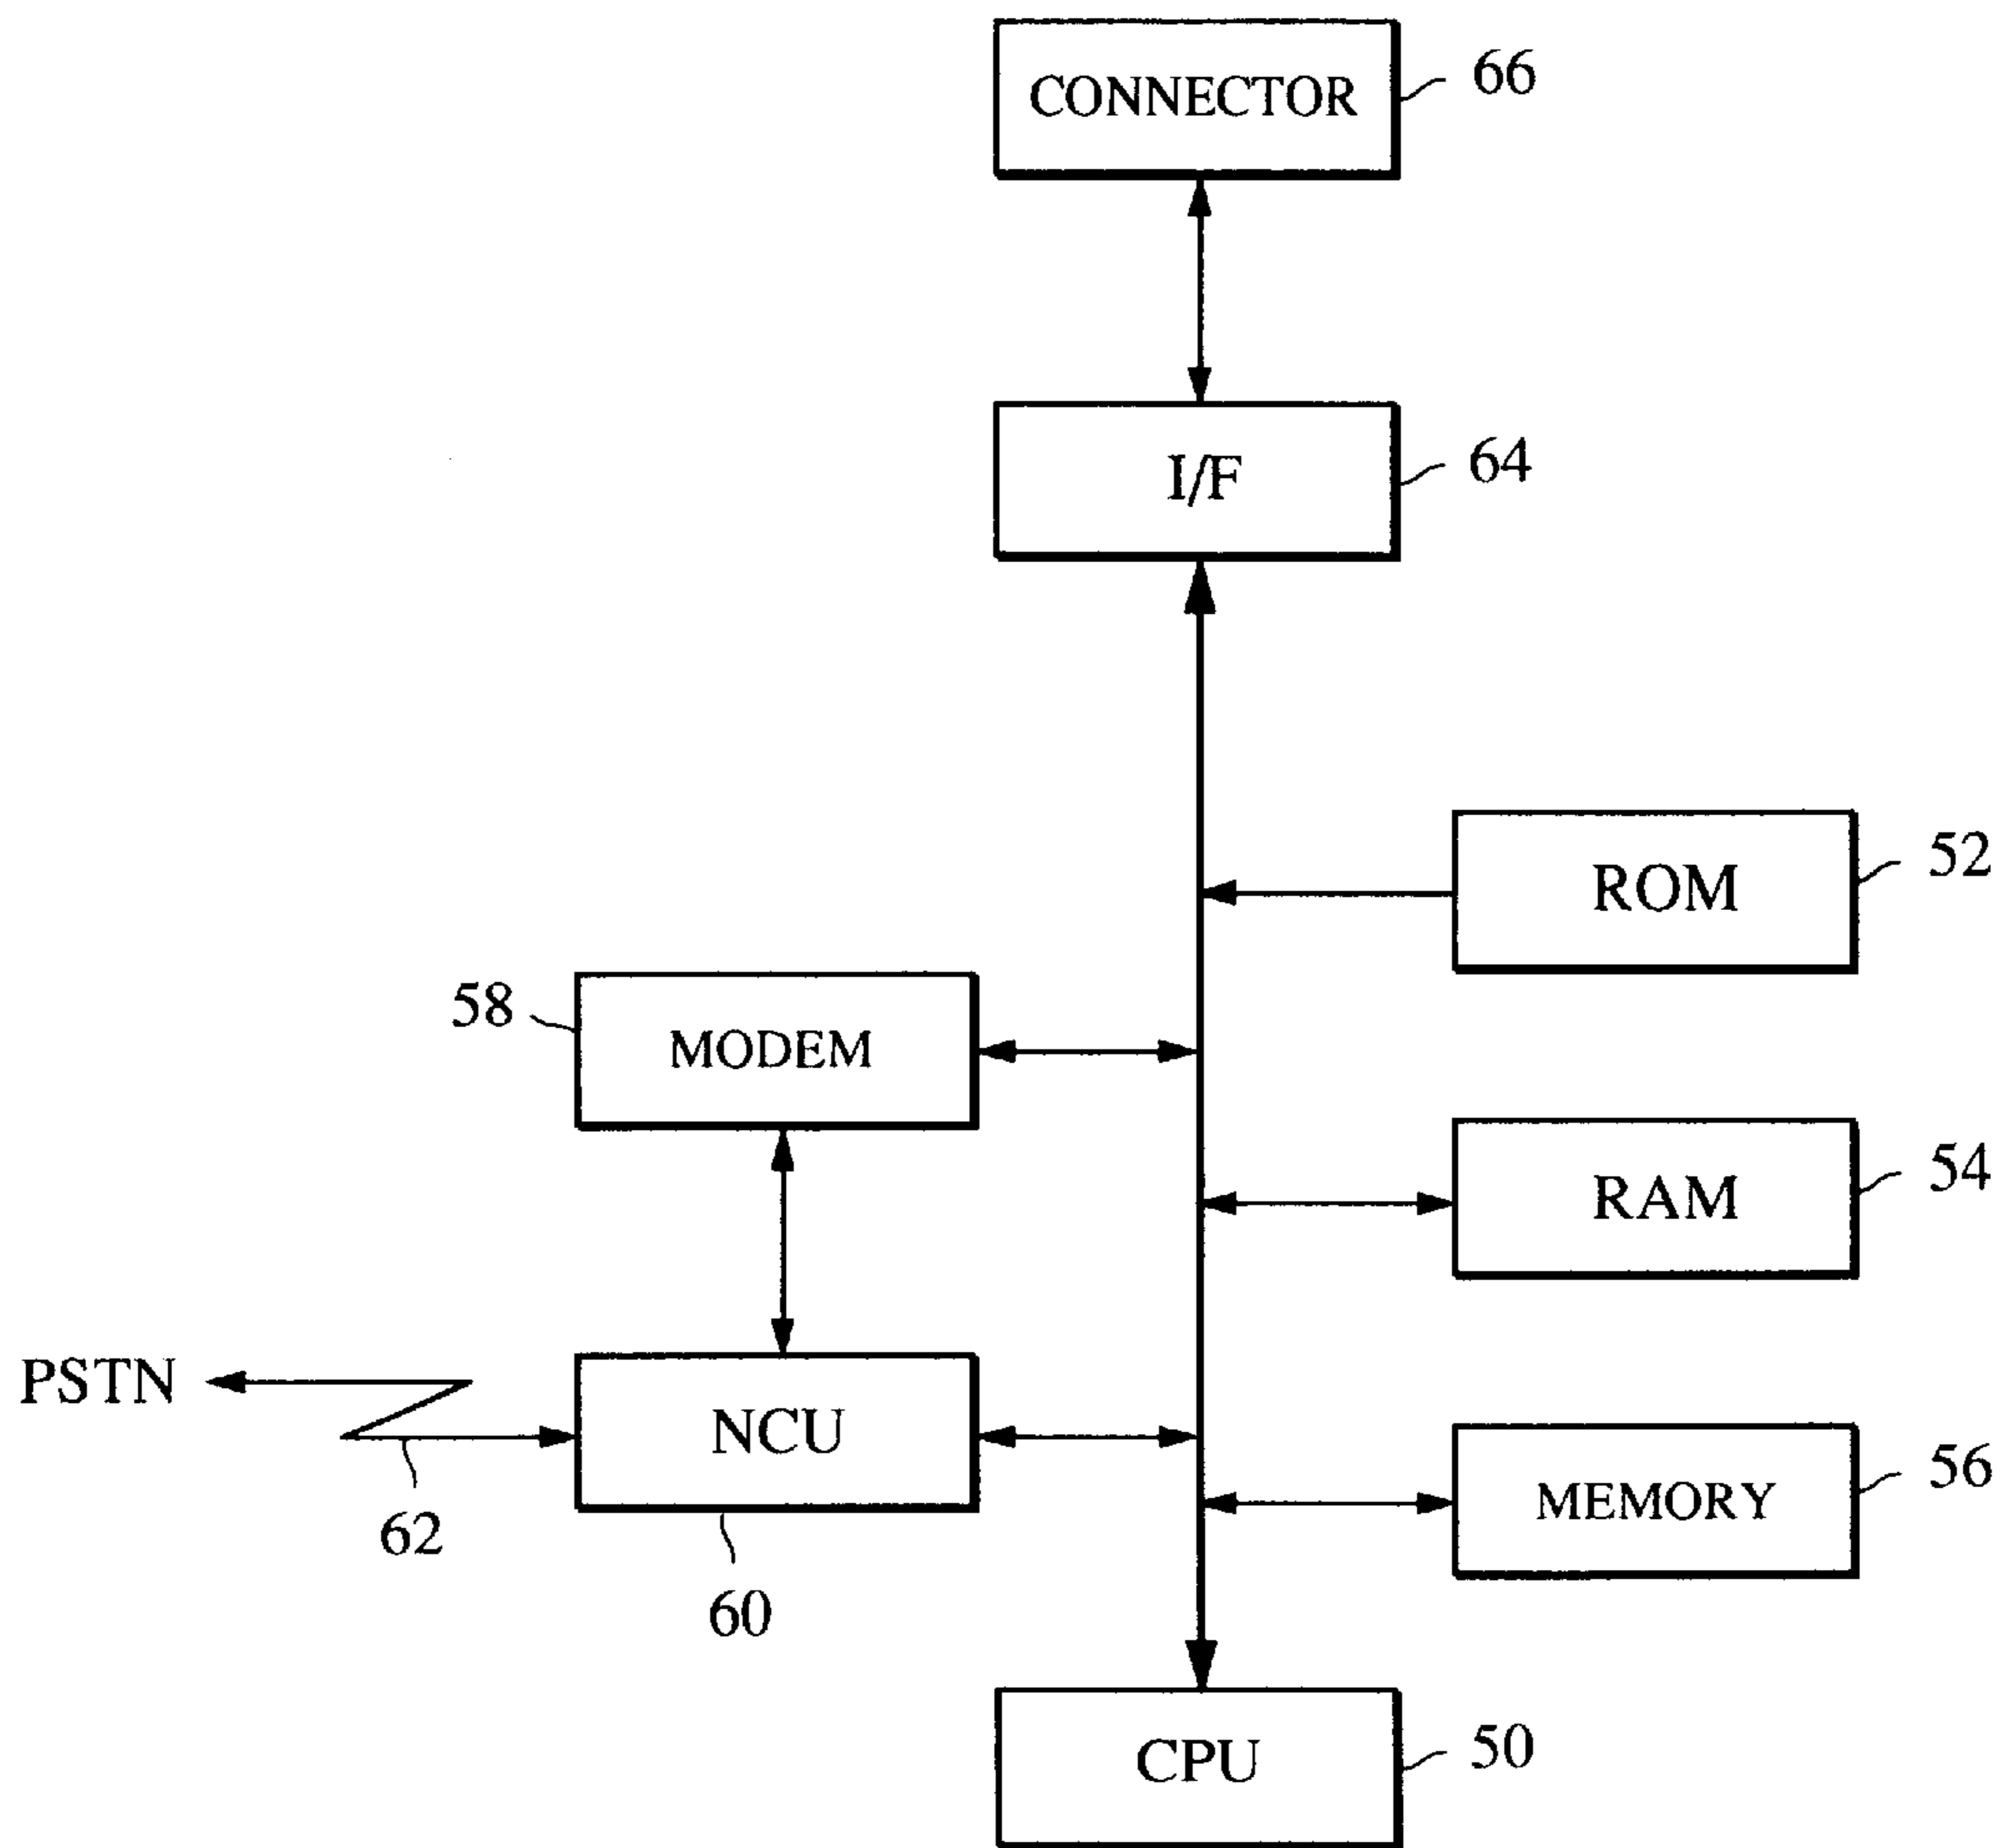 CONNECTOR
66
I/F
64
ROM
52
58
MODEM
RAM
54
PSTN
NCU
62
60
MEMORY
56
CPU
50